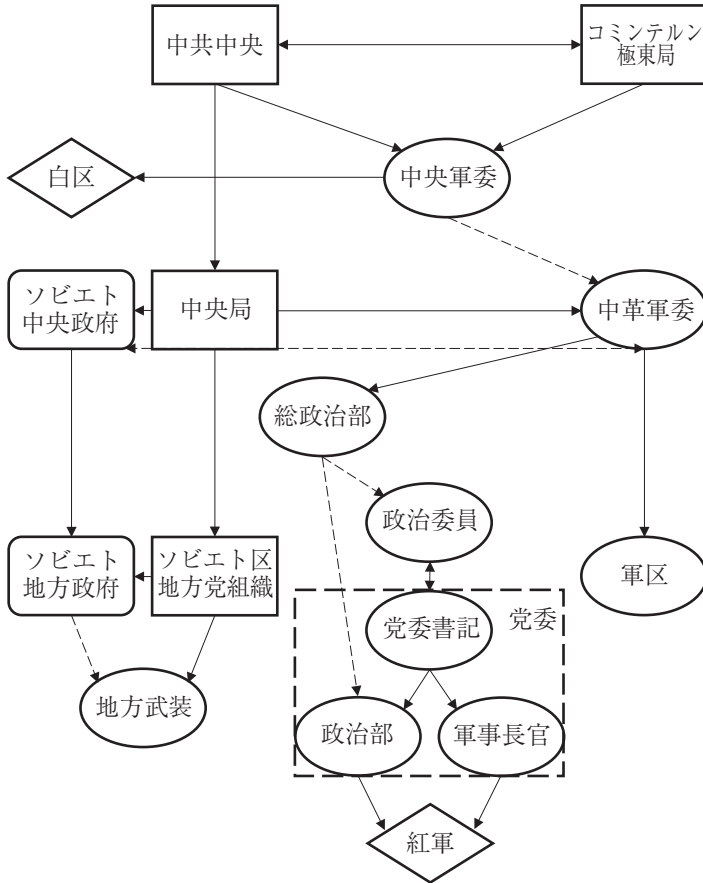 中共中央
コミンテルン
極東局
白区
中央軍委
ソビエト
中央政府
中央局
中革軍委
総政治部
政治委員
ソビエト
地方政府
ソビエト区
地方党組織
軍区
党委書記
党委
地方武装
政治部
軍事長官
紅軍